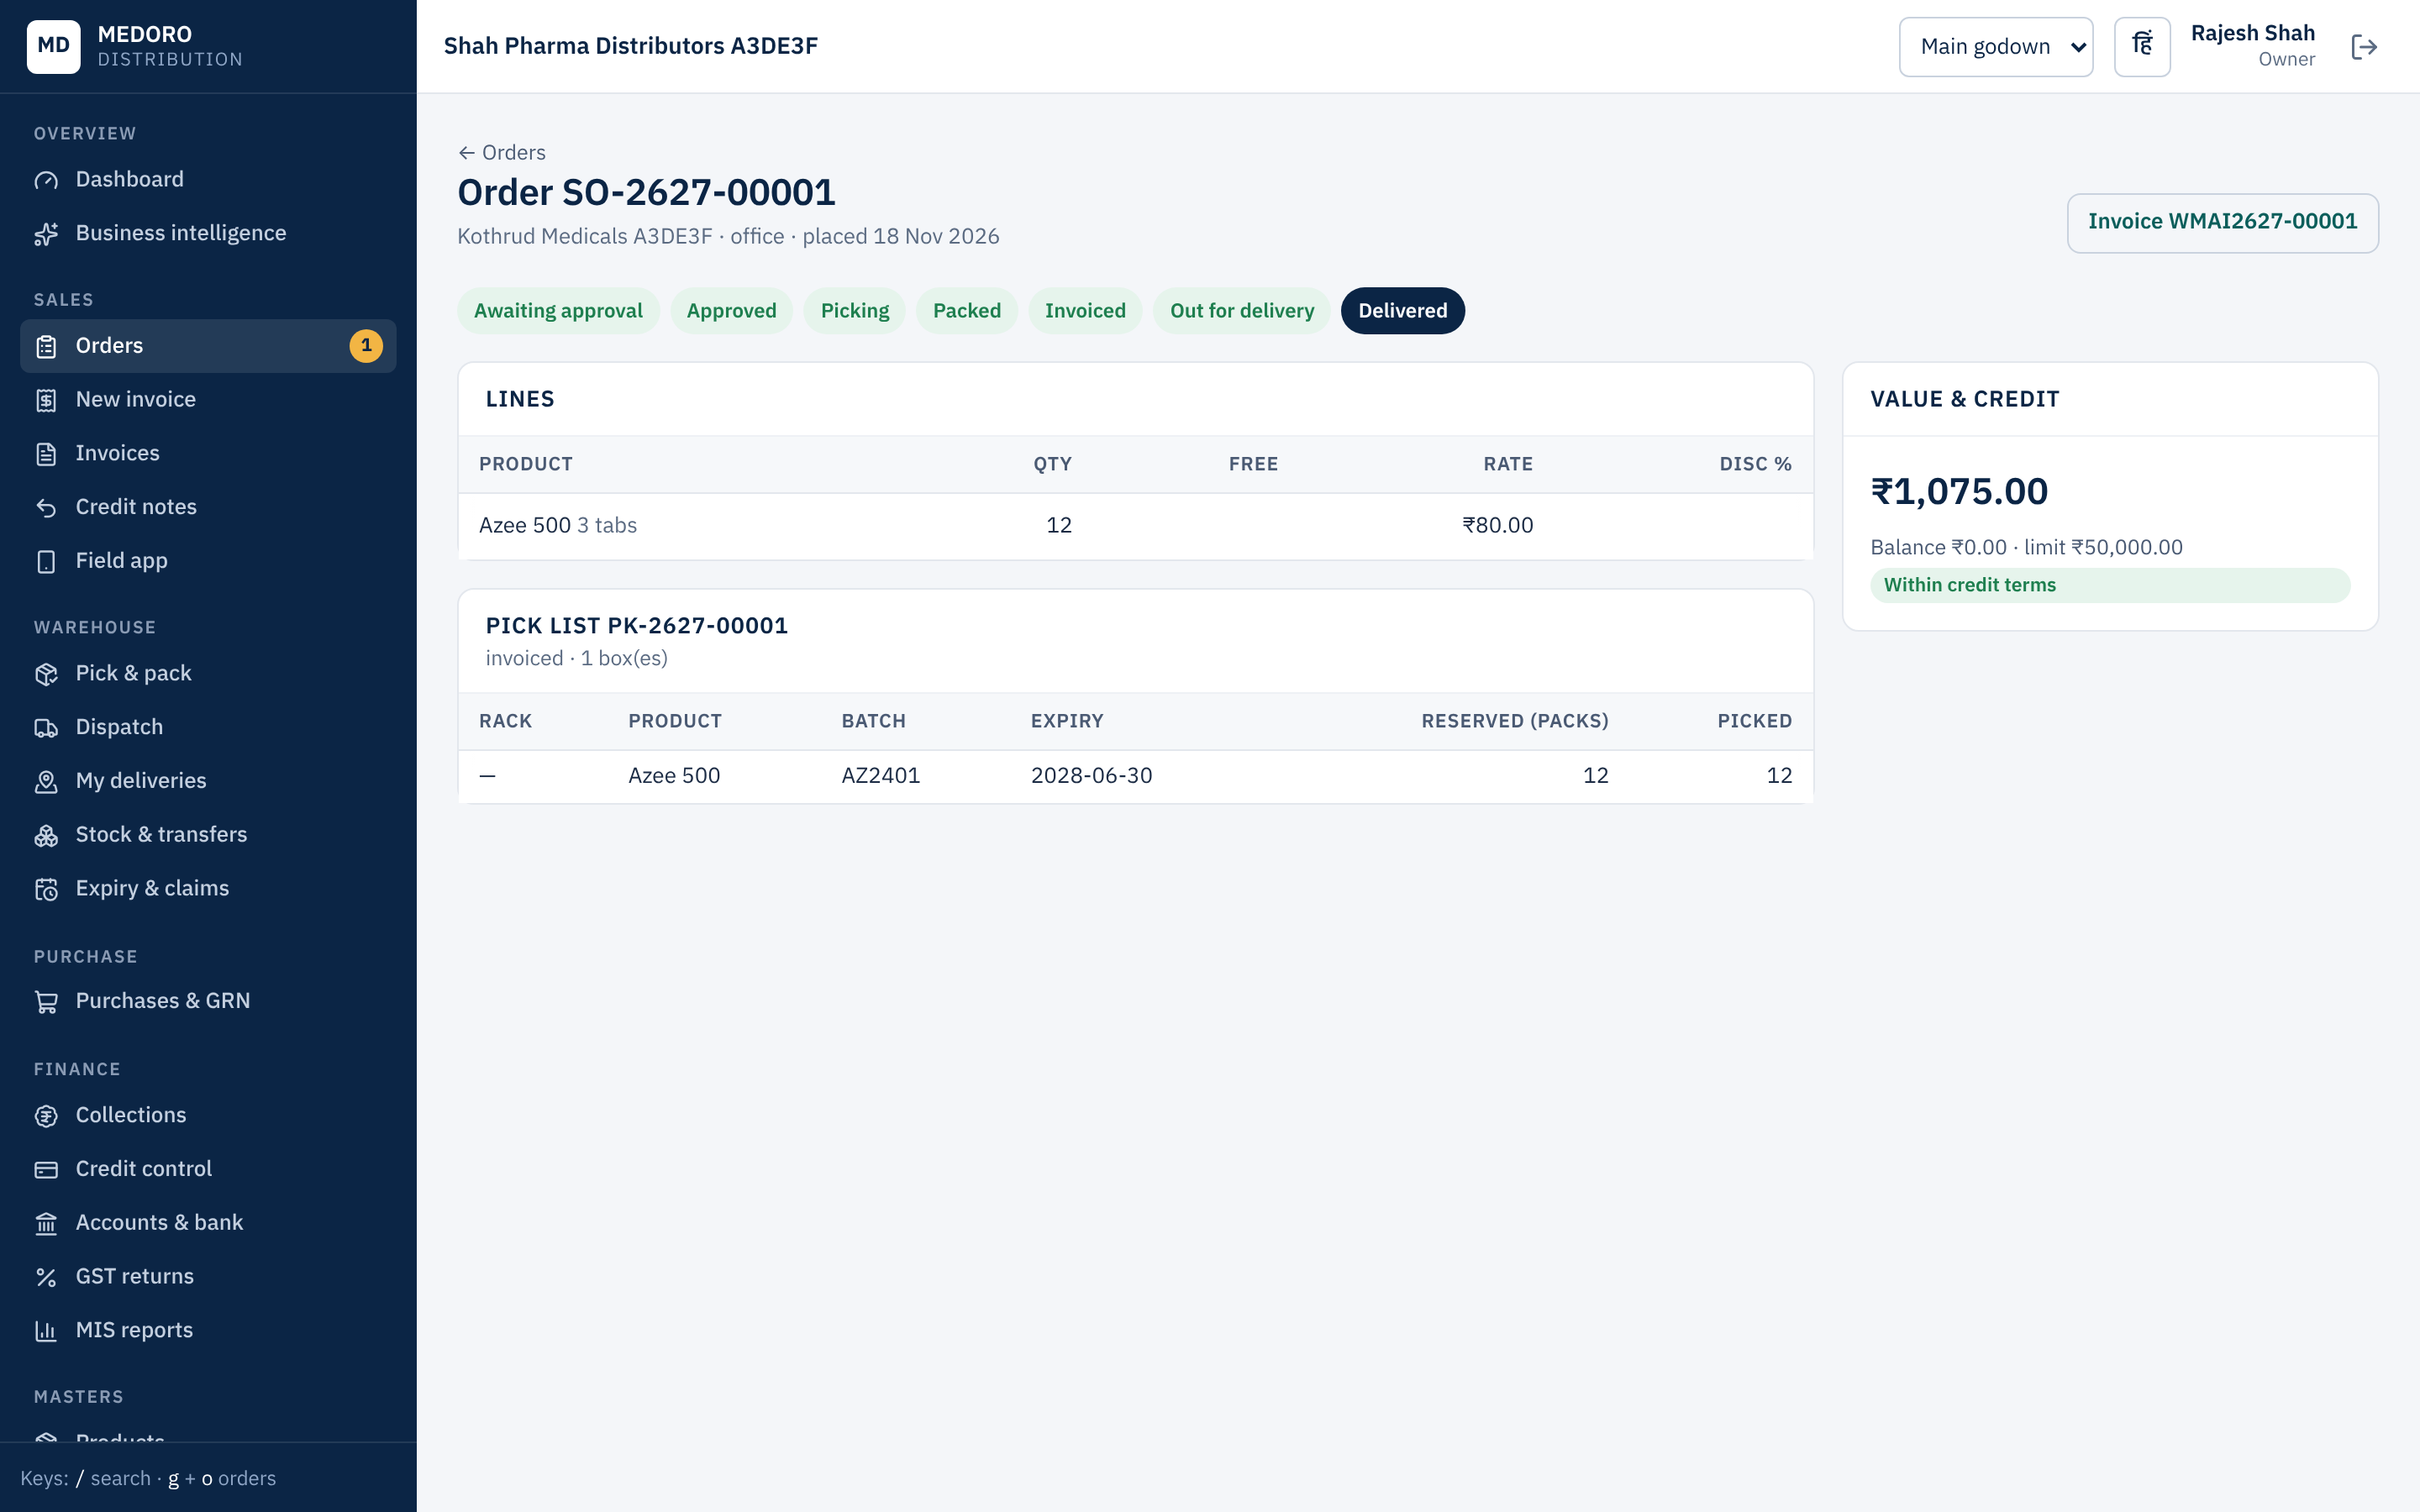 MD
MEDORO
DISTRIBUTION
OVERVIEW
Dashboard
Business intelligence
SALES
Orders 1
New invoice
Invoices
Credit notes
Field app
WAREHOUSE
Pick & pack
Dispatch
My deliveries
Stock & transfers
Expiry & claims
PURCHASE
Purchases & GRN
FINANCE
Collections
Credit control
Accounts & bank
GST returns
MIS reports
MASTERS
Products
Keys: / search · g + o orders
Shah Pharma Distributors A3DE3F
Main godown
हिं
Rajesh Shah
Owner
← Orders
Order SO-2627-00001
Kothrud Medicals A3DE3F · office · placed 18 Nov 2026
Invoice WMAI2627-00001
Awaiting approval Approved Picking Packed Invoiced Out for delivery Delivered
LINES
PRODUCT QTY FREE RATE DISC %
Azee 500 3 tabs 12 ₹80.00
PICK LIST PK-2627-00001
invoiced · 1 box(es)
RACK PRODUCT BATCH EXPIRY RESERVED (PACKS) PICKED
— Azee 500 AZ2401 2028-06-30 12 12
VALUE & CREDIT
₹1,075.00
Balance ₹0.00 · limit ₹50,000.00
Within credit terms